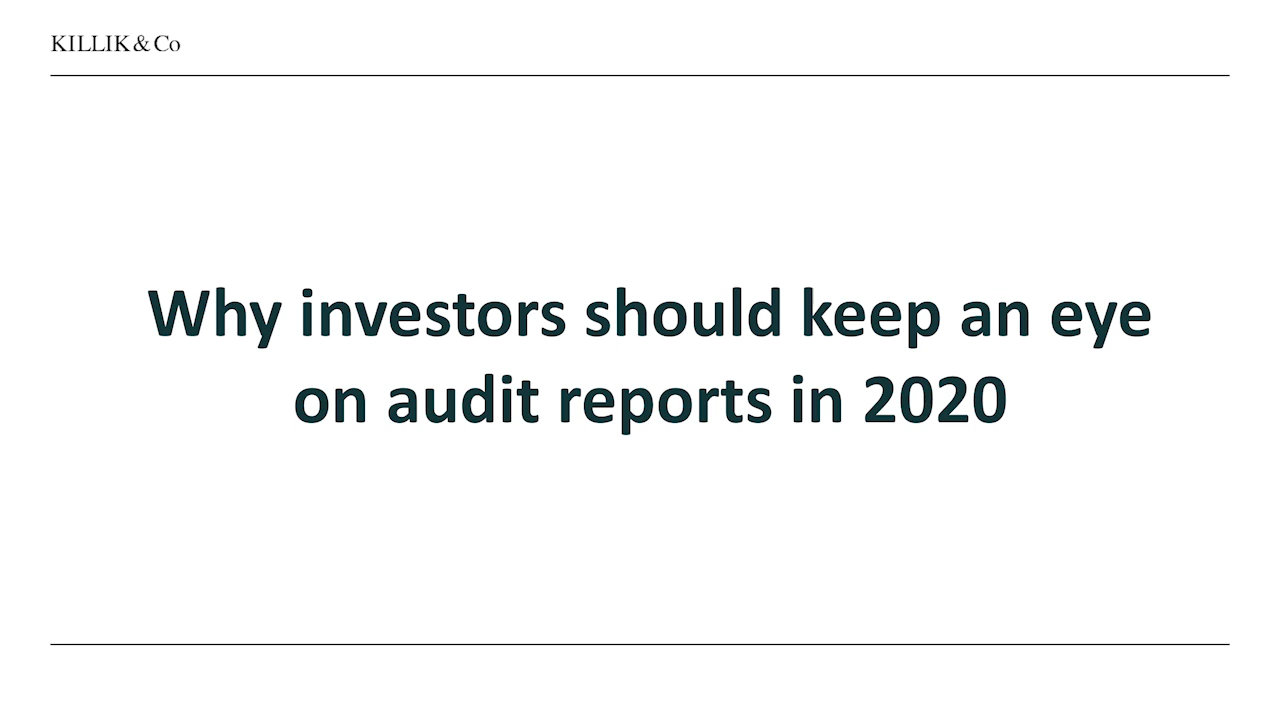 KILLIK & Co
Why investors should keep an eye
on audit reports in 2020